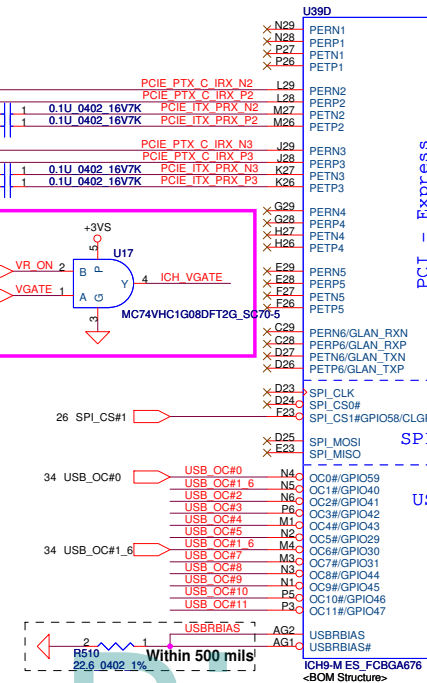 U39D
N29 PERN1
N28 PERP1
P27 PETN1
P26 PETP1
PCIE_PTX_C_IRX_N2 L29 PERN2
PCIE_PTX_C_IRX_P2 L28 PERP2
1 0.1U_0402_16V7K PCIE_ITX_PRX_N2 M27 PETN2
1 0.1U_0402_16V7K PCIE_ITX_PRX_P2 M26 PETP2
PCIE_PTX_C_IRX_N3 J29 PERN3
PCIE_PTX_C_IRX_P3 J28 PERP3
1 0.1U_0402_16V7K PCIE_ITX_PRX_N3 K27 PETN3
1 0.1U_0402_16V7K PCIE_ITX_PRX_P3 K26 PETP3
G29 PERN4
G28 PERP4
H27 PETN4
H26 PETP4
E29 PERN5
E28 PERP5
F27 PETN5
F26 PETP5
C29 PERN6/GLAN_RXN
C28 PERP6/GLAN_RXP
D27 PETN6/GLAN_TXN
D26 PETP6/GLAN_TXP
PCI - Express
+3VS
5
U17
VR_ON 2 B P
Y 4 ICH_VGATE
VGATE 1 A G
3
MC74VHC1G08DFT2G_SC70-5
D23 SPI_CLK
D24 SPI_CS0#
26 SPI_CS#1 F23 SPI_CS1#GPIO58/CLGP
D25 SPI_MOSI
E23 SPI_MISO
SPI
34 USB_OC#0 USB_OC#0 N4 OC0#/GPIO59
USB_OC#1_6 N5 OC1#/GPIO40
USB_OC#2 N6 OC2#/GPIO41
USB_OC#3 P6 OC3#/GPIO42
USB_OC#4 M1 OC4#/GPIO43
USB_OC#5 N2 OC5#/GPIO29
34 USB_OC#1_6 USB_OC#1_6 M4 OC6#/GPIO30
USB_OC#7 M3 OC7#/GPIO31
USB_OC#8 N3 OC8#/GPIO44
USB_OC#9 N1 OC9#/GPIO45
USB_OC#10 P5 OC10#/GPIO46
USB_OC#11 P3 OC11#/GPIO47
US
USBRBIAS AG2 USBRBIAS
2 1 AG1 USBRBIAS#
R510
22.6_0402_1%
Within 500 mils
ICH9-M ES_FCBGA676
<BOM Structure>